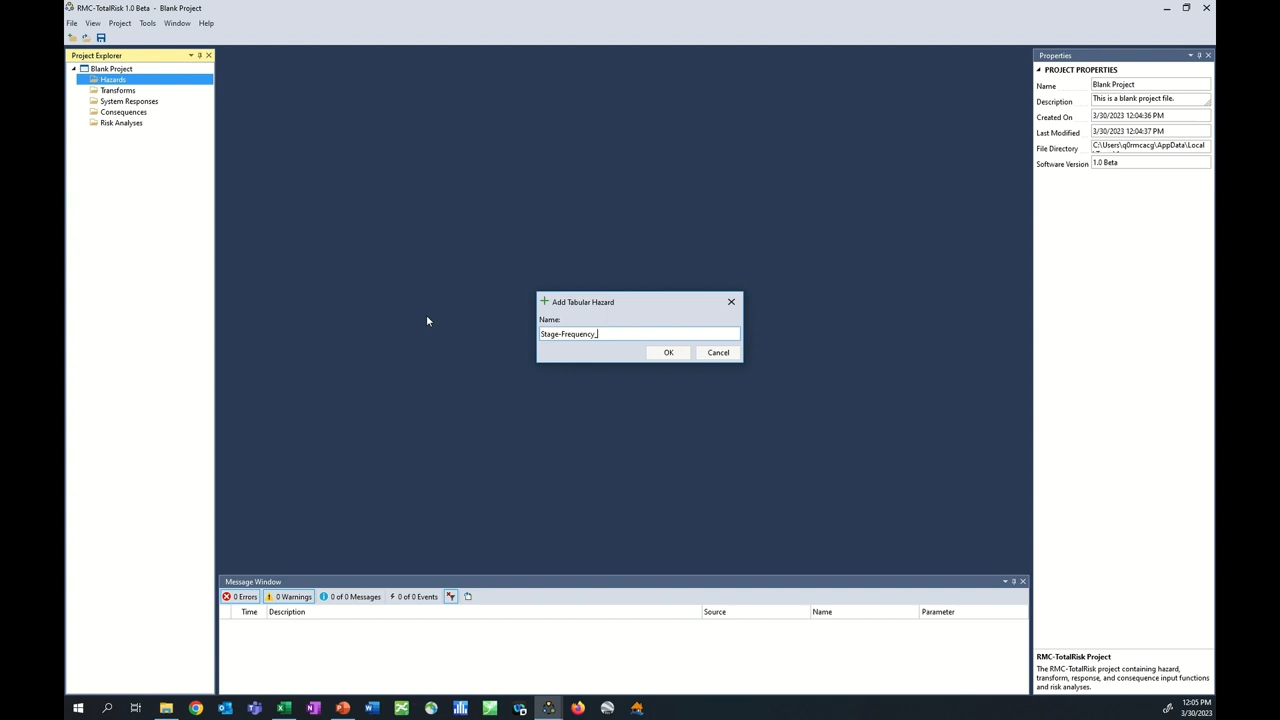 RMC-TotalRisk 1.0 Beta - Blank Project
File View Project Tools Window Help
Project Explorer
Blank Project
Hazards
Transforms
System Responses
Consequences
Risk Analyses
Add Tabular Hazard
Name:
Stage-Frequency_
OK Cancel
Message Window
0 Errors 0 Warnings 0 of 0 Messages 0 of 0 Events
Time Description Source Name Parameter
Properties
PROJECT PROPERTIES
Name Blank Project
Description This is a blank project file.
Created On 3/30/2023 12:04:36 PM
Last Modified 3/30/2023 12:04:37 PM
File Directory C:\Users\q0rmcacg\AppData\Local
Software Version 1.0 Beta
RMC-TotalRisk Project
The RMC-TotalRisk project containing hazard,
transform, response, and consequence input functions
and risk analyses.
12:05 PM
3/30/2023